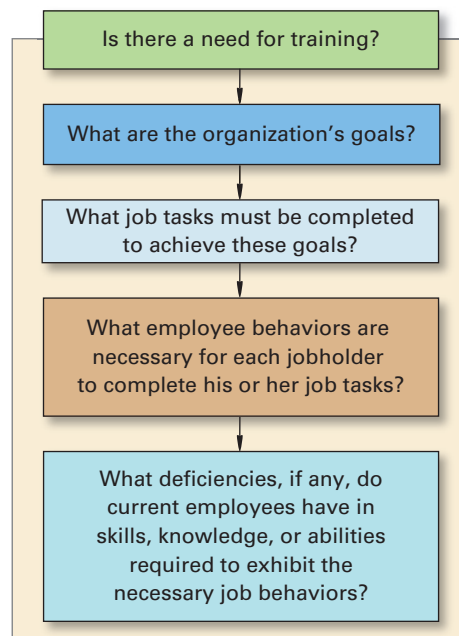 Is there a need for training?
What are the organization’s goals?
What job tasks must be completed
to achieve these goals?
What employee behaviors are
necessary for each jobholder
to complete his or her job tasks?
What deficiencies, if any, do
current employees have in
skills, knowledge, or abilities
required to exhibit the
necessary job behaviors?